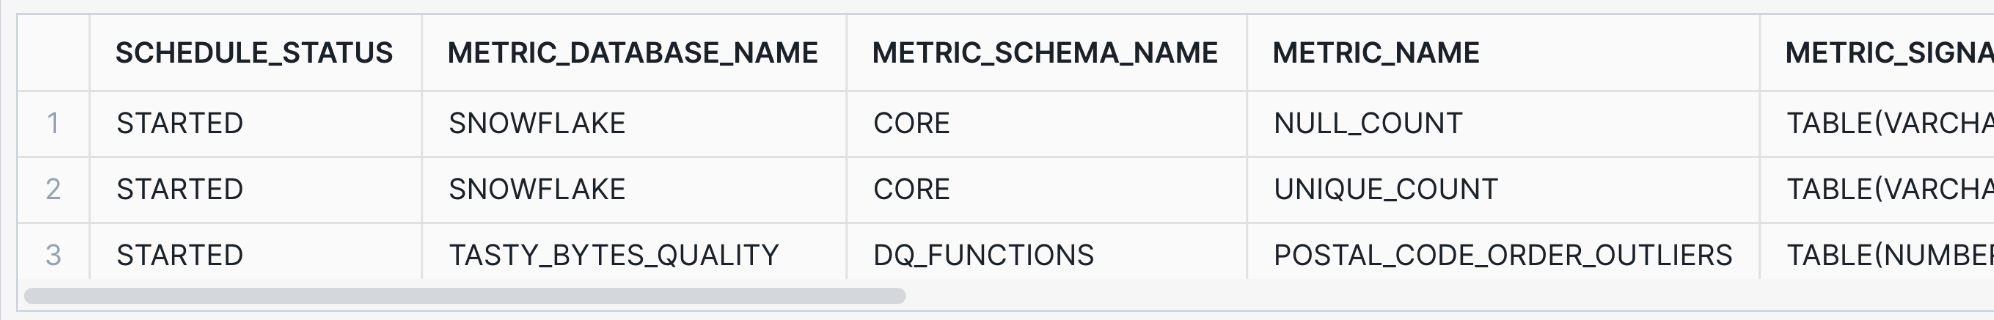 SCHEDULE_STATUS METRIC_DATABASE_NAME METRIC_SCHEMA_NAME METRIC_NAME METRIC_SIGNA
1 STARTED SNOWFLAKE CORE NULL_COUNT TABLE(VARCHA
2 STARTED SNOWFLAKE CORE UNIQUE_COUNT TABLE(VARCHA
3 STARTED TASTY_BYTES_QUALITY DQ_FUNCTIONS POSTAL_CODE_ORDER_OUTLIERS TABLE(NUMBER